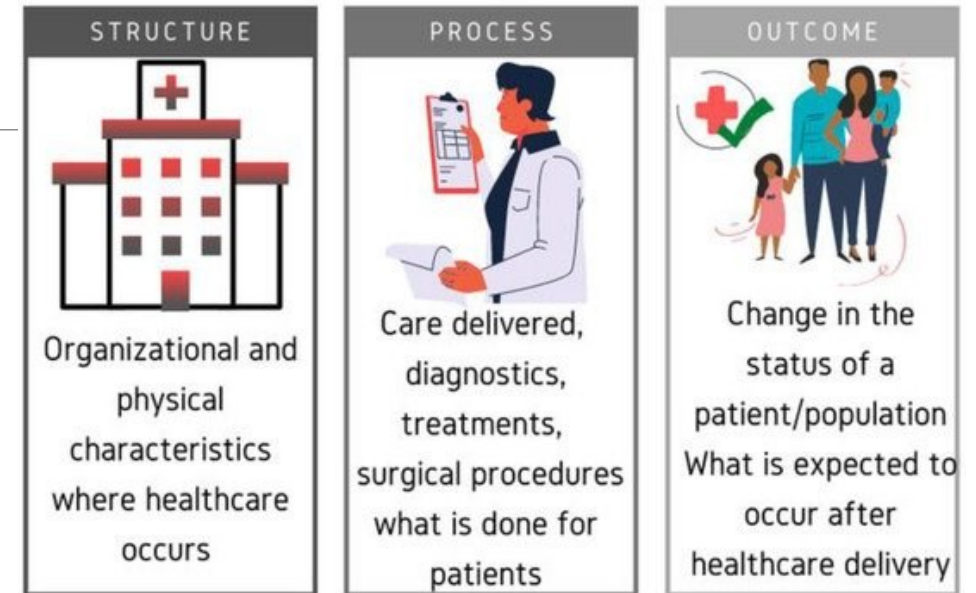 STRUCTURE
Organizational and
physical
characteristics
where healthcare
occurs
PROCESS
Care delivered,
diagnostics,
treatments,
surgical procedures
what is done for
patients
OUTCOME
Change in the
status of a
patient/population
What is expected to
occur after
healthcare delivery